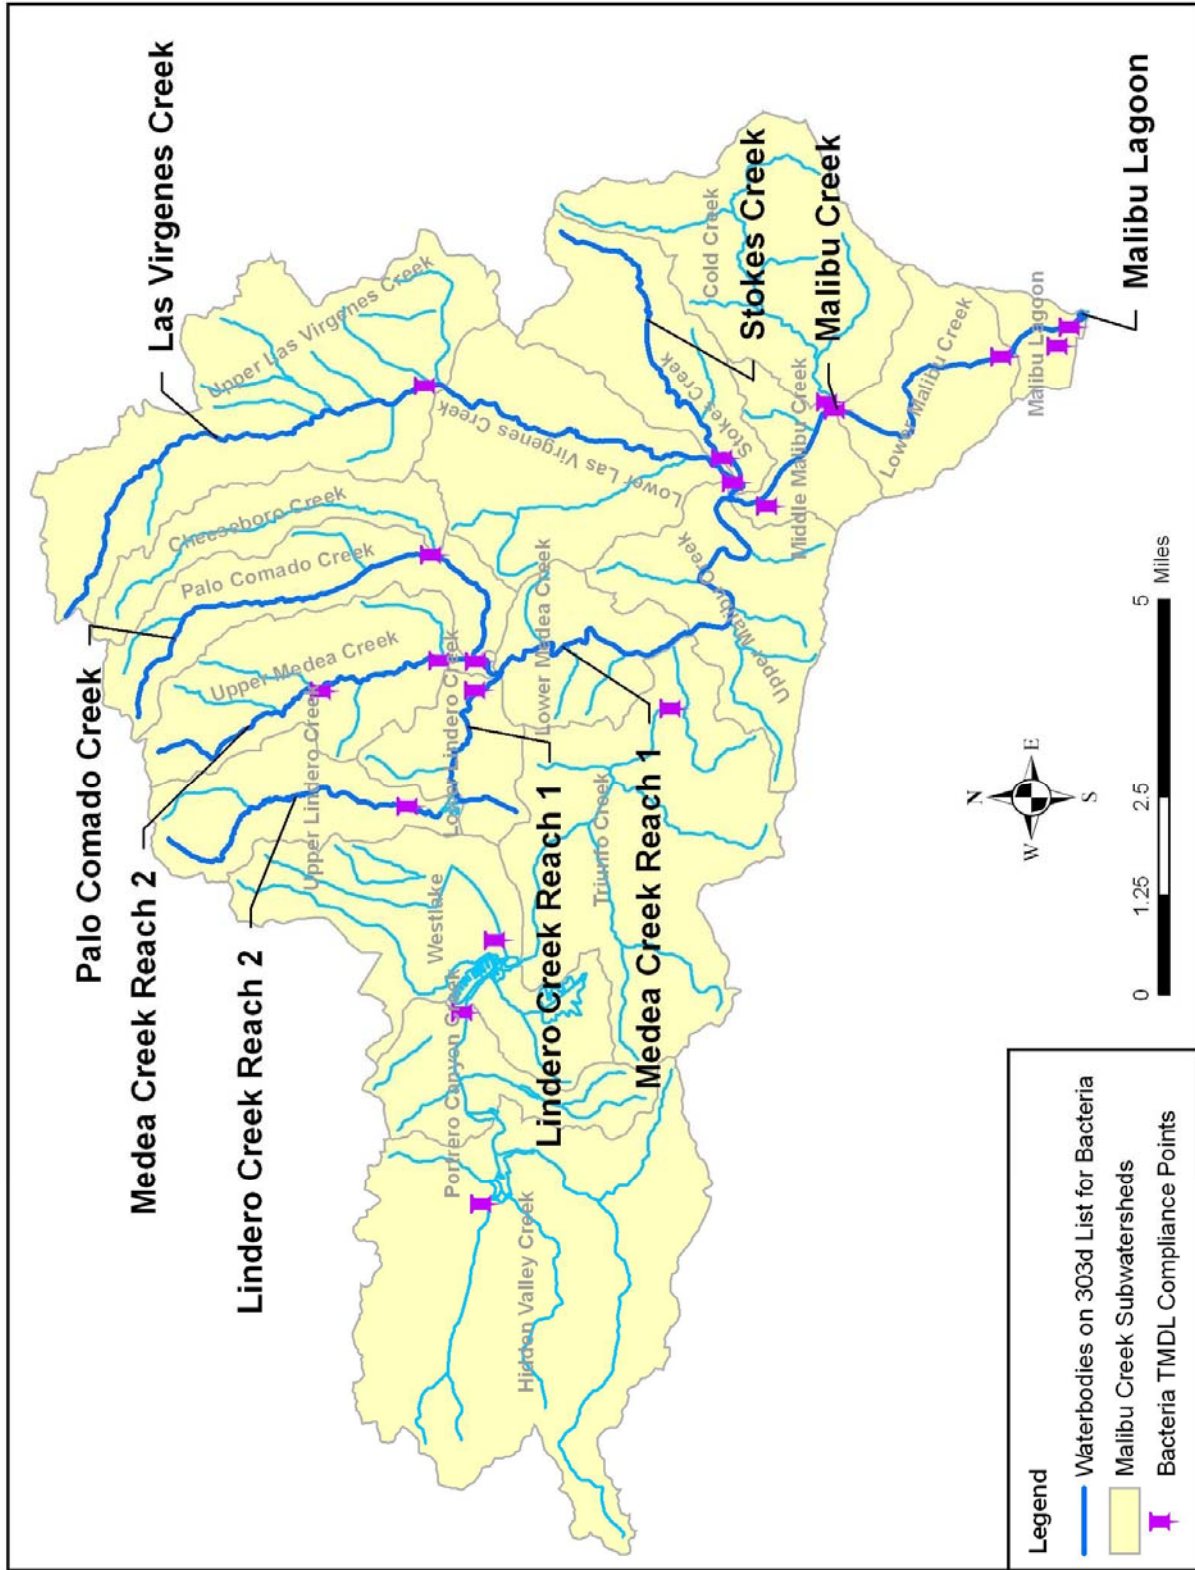 Palo Comado Creek
Medea Creek Reach 2
Lindero Creek Reach 2
Las Virgenes Creek
Upper Las Virgenes Creek
Cheeseboro Creek
Palo Comado Creek
Upper Medea Creek
Upper Lindero Creek
Lower Lindero Creek
Westlake
Portrero Canyon Creek
Hidden Valley Creek
Lower Las Virgenes Creek
Lower Medea Creek
Triunfo Creek
Upper Malibu Creek
Stokes Creek
Cold Creek
Middle Malibu Creek
Lower Malibu Creek
Malibu Lagoon
Lindero Creek Reach 1
Medea Creek Reach 1
Stokes Creek
Malibu Creek
Malibu Lagoon
N
W
E
S
0
1.25
2.5
5
Miles
Legend
Waterbodies on 303d List for Bacteria
Malibu Creek Subwatersheds
Bacteria TMDL Compliance Points